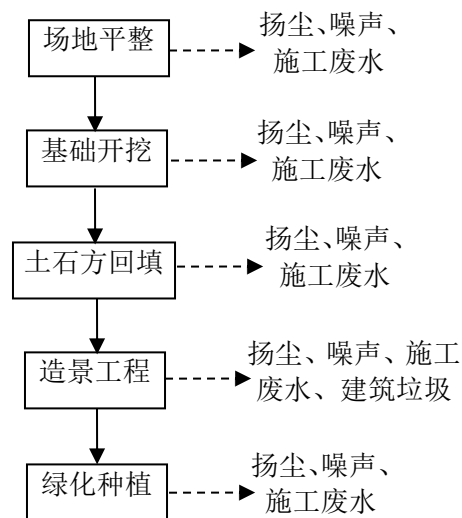 场地平整
扬尘、噪声、
施工废水
基础开挖
扬尘、噪声、
施工废水
土石方回填
扬尘、噪声、
施工废水
造景工程
扬尘、噪声、施工
废水、建筑垃圾
绿化种植
扬尘、噪声、
施工废水